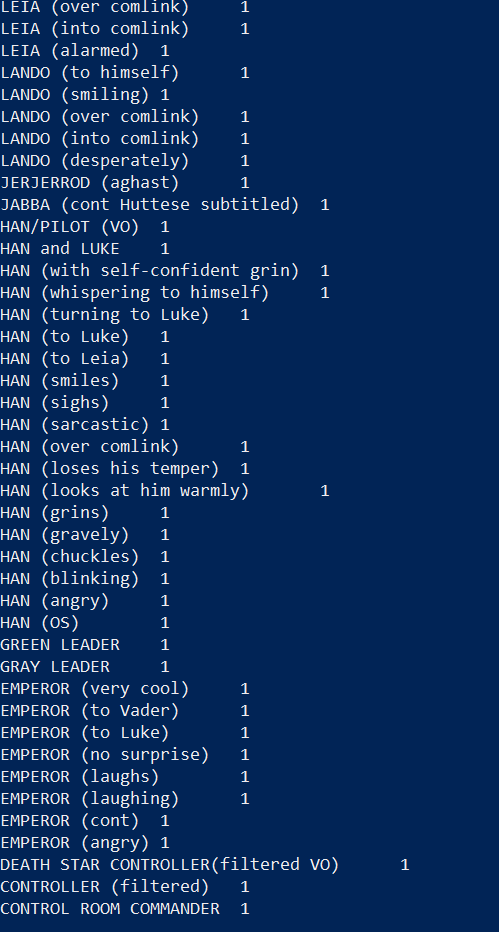 LEIA (over comlink) 1
LEIA (into comlink) 1
LEIA (alarmed) 1
LANDO (to himself) 1
LANDO (smiling) 1
LANDO (over comlink) 1
LANDO (into comlink) 1
LANDO (desperately) 1
JERJERROD (aghast) 1
JABBA (cont Huttese subtitled) 1
HAN/PILOT (VO) 1
HAN and LUKE 1
HAN (with self-confident grin) 1
HAN (whispering to himself) 1
HAN (turning to Luke) 1
HAN (to Luke) 1
HAN (to Leia) 1
HAN (smiles) 1
HAN (sighs) 1
HAN (sarcastic) 1
HAN (over comlink) 1
HAN (loses his temper) 1
HAN (looks at him warmly) 1
HAN (grins) 1
HAN (gravely) 1
HAN (chuckles) 1
HAN (blinking) 1
HAN (angry) 1
HAN (OS) 1
GREEN LEADER 1
GRAY LEADER 1
EMPEROR (very cool) 1
EMPEROR (to Vader) 1
EMPEROR (to Luke) 1
EMPEROR (no surprise) 1
EMPEROR (laughs) 1
EMPEROR (laughing) 1
EMPEROR (cont) 1
EMPEROR (angry) 1
DEATH STAR CONTROLLER(filtered VO) 1
CONTROLLER (filtered) 1
CONTROL ROOM COMMANDER 1